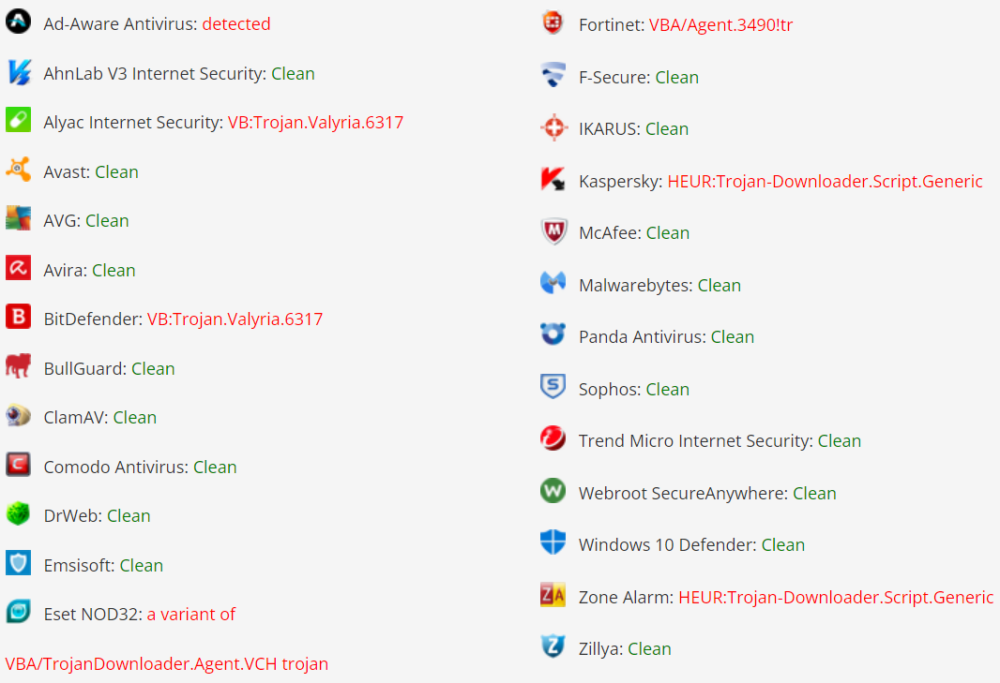 Ad-Aware Antivirus: detected
AhnLab V3 Internet Security: Clean
Alyac Internet Security: VB:Trojan.Valyria.6317
Avast: Clean
AVG: Clean
Avira: Clean
BitDefender: VB:Trojan.Valyria.6317
BullGuard: Clean
ClamAV: Clean
Comodo Antivirus: Clean
DrWeb: Clean
Emsisoft: Clean
Eset NOD32: a variant of
VBA/TrojanDownloader.Agent.VCH trojan
Fortinet: VBA/Agent.3490!tr
F-Secure: Clean
IKARUS: Clean
Kaspersky: HEUR:Trojan-Downloader.Script.Generic
McAfee: Clean
Malwarebytes: Clean
Panda Antivirus: Clean
Sophos: Clean
Trend Micro Internet Security: Clean
Webroot SecureAnywhere: Clean
Windows 10 Defender: Clean
Zone Alarm: HEUR:Trojan-Downloader.Script.Generic
Zillya: Clean